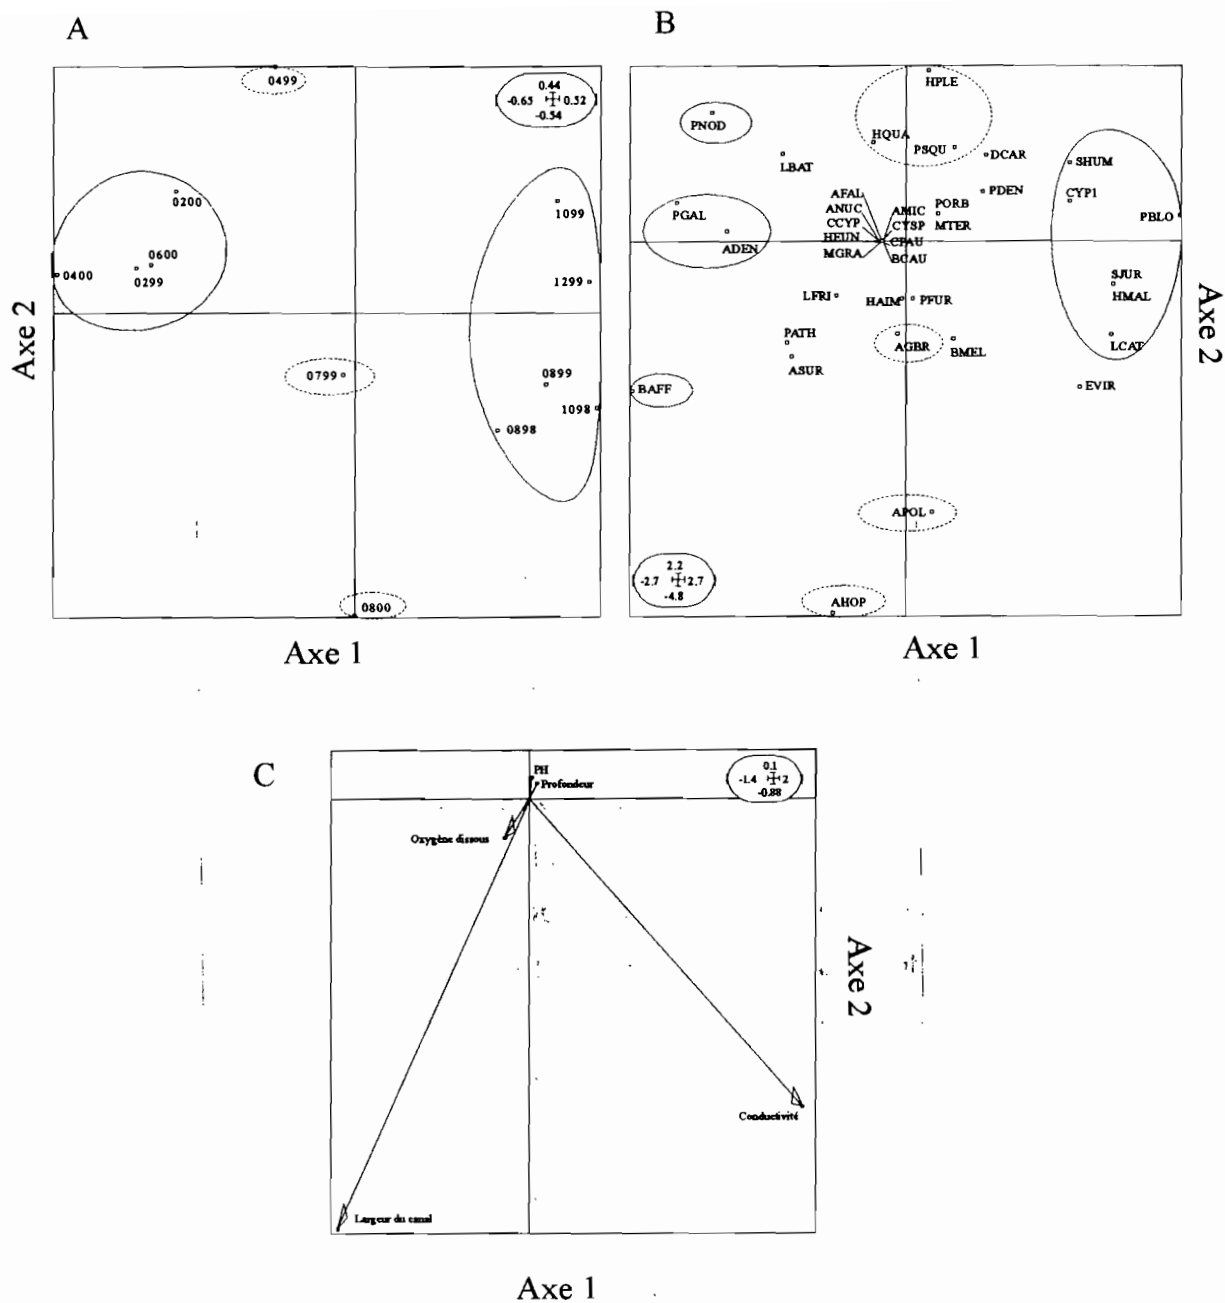 A
0499
0.44
-0.65 0.52
-0.54
0200
1099
0600
0400
0299
1299
0799
0899
1098
0898
0800
Axe 2
Axe 1
B
HPLE
PNOD
HQUA
PSQU
DCAR
LBAT
SHUM
AFAL
PDEN
CYP1
ANUC
AMIC
PORB
PGAL
PBLO
CCYP
CYSP
MTER
HFUN
CPAU
ADEN
MGRA
BCAU
SJUR
LFRI
HAIM
PFUR
HMAL
PATH
AGBR
BMEL
LCAT
ASUR
BAFF
EVIR
APOL
2.2
-2.7 2.7
-4.8
AHOP
Axe 2
Axe 1
C
PH
Profondeur
0.1
-1.4 2
-0.88
Oxygène dissous
Conductivité
Largeur du canal
Axe 2
Axe 1